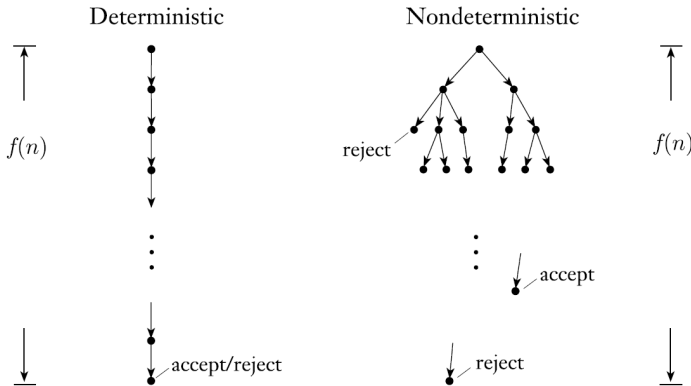 Deterministic
Nondeterministic
f(n)
reject
f(n)
accept
accept/reject
reject